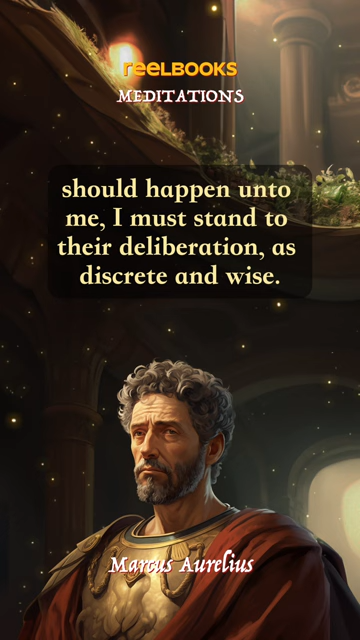 reelbooks
MEDITATIONS
should happen unto
me, I must stand to
their deliberation, as
discrete and wise.
Marcus Aurelius